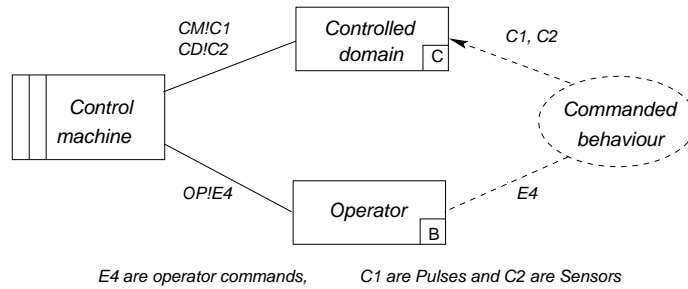 CM!C1
CD!C2
Controlled
domain
C
C1, C2
Control
machine
Commanded
behaviour
OP!E4
Operator
B
E4
E4 are operator commands, C1 are Pulses and C2 are Sensors